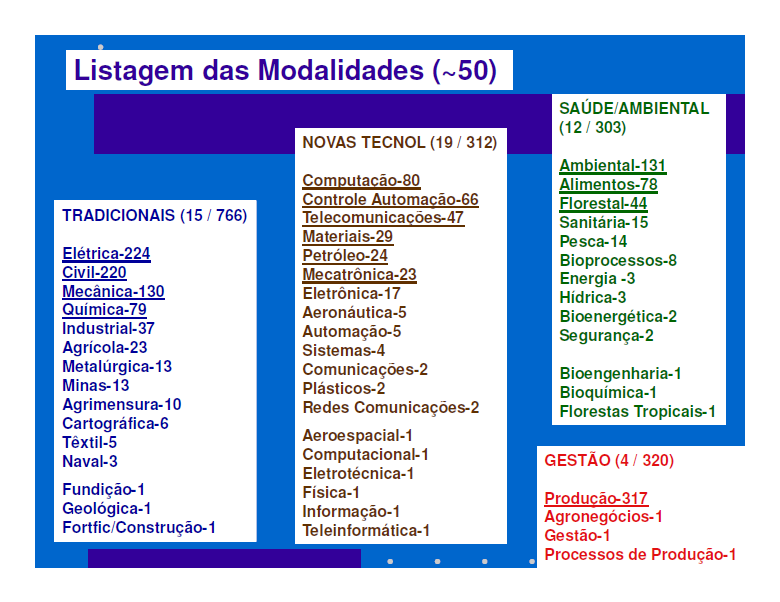 Listagem das Modalidades (~50)
TRADICIONAIS (15 / 766)
Elétrica-224
Civil-220
Mecânica-130
Química-79
Industrial-37
Agrícola-23
Metalúrgica-13
Minas-13
Agrimensura-10
Cartográfica-6
Têxtil-5
Naval-3
Fundição-1
Geológica-1
Fortfic/Construção-1
NOVAS TECNOL (19 / 312)
Computação-80
Controle Automação-66
Telecomunicações-47
Materiais-29
Petróleo-24
Mecatrônica-23
Eletrônica-17
Aeronáutica-5
Automação-5
Sistemas-4
Comunicações-2
Plásticos-2
Redes Comunicações-2
Aeroespacial-1
Computacional-1
Eletrotécnica-1
Física-1
Informação-1
Teleinformática-1
SAÚDE/AMBIENTAL
(12 / 303)
Ambiental-131
Alimentos-78
Florestal-44
Sanitária-15
Pesca-14
Bioprocessos-8
Energia -3
Hídrica-3
Bioenergética-2
Segurança-2
Bioengenharia-1
Bioquímica-1
Florestas Tropicais-1
GESTÃO (4 / 320)
Produção-317
Agronegócios-1
Gestão-1
Processos de Produção-1